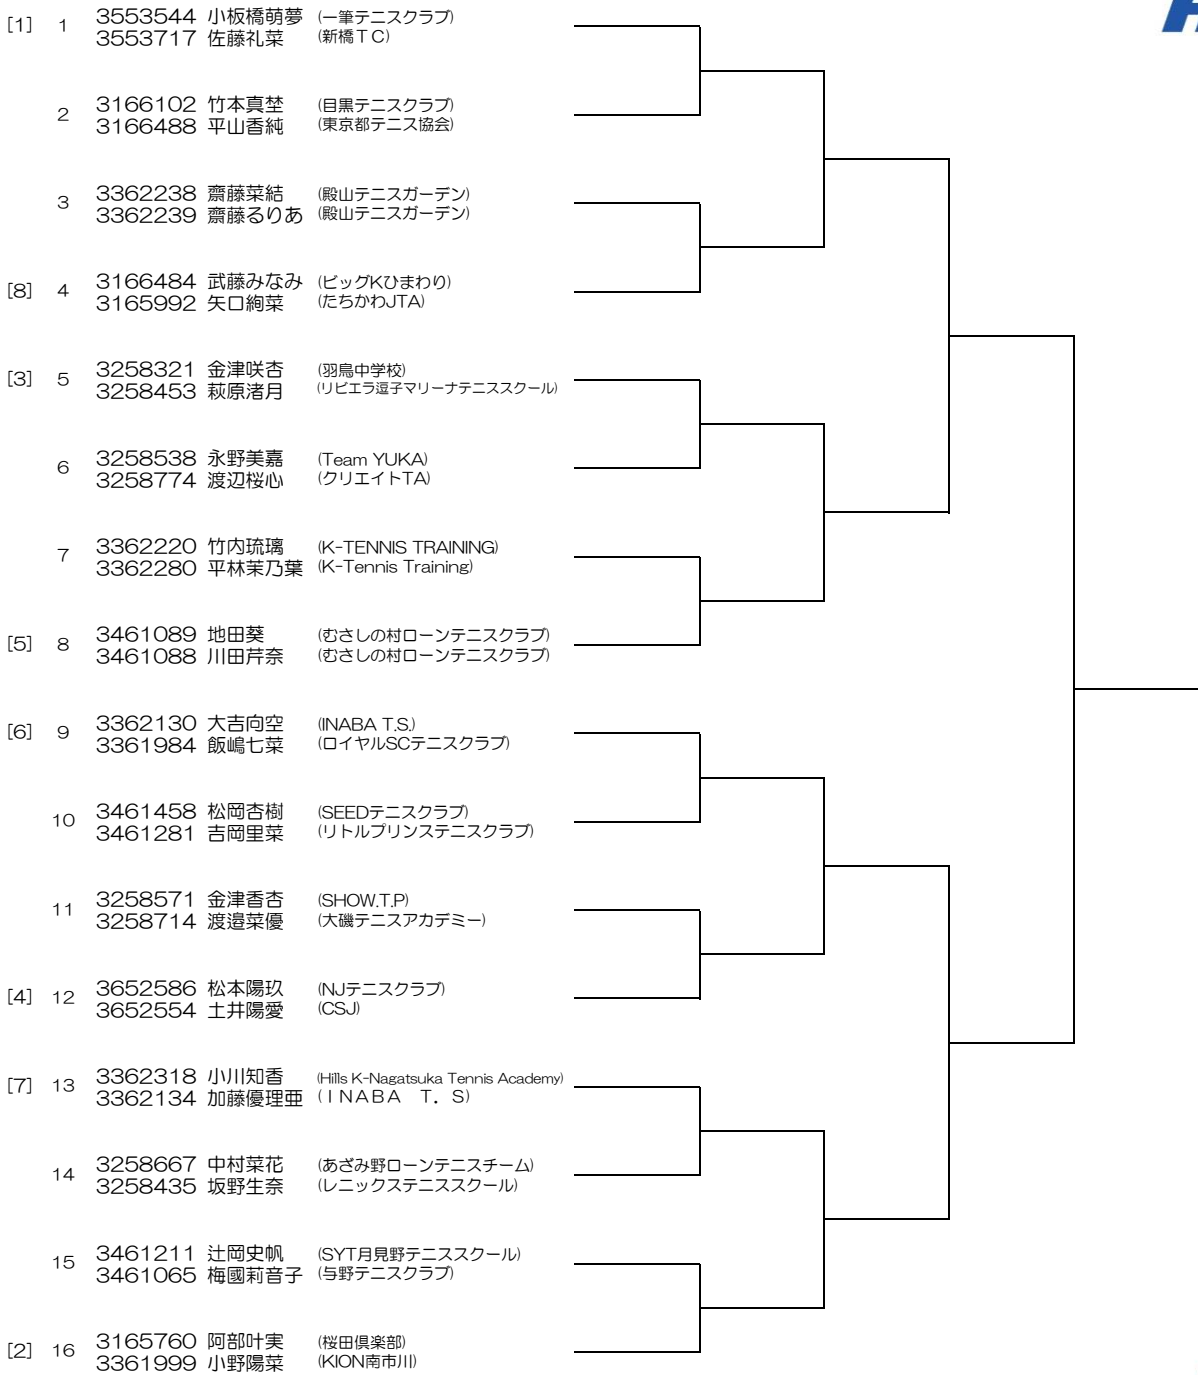 [1] 1 3553544 小板橋萌夢 (一筆テニスクラブ)
3553717 佐藤礼菜 (新橋ＴＣ)
2 3166102 竹本真埜 (目黒テニスクラブ)
3166488 平山香純 (東京都テニス協会)
3 3362238 齋藤菜結 (殿山テニスガーデン)
3362239 齋藤るりあ (殿山テニスガーデン)
[8] 4 3166484 武藤みなみ (ビッグKひまわり)
3165992 矢口絢菜 (たちかわJTA)
[3] 5 3258321 金津咲杏 (羽鳥中学校)
3258453 萩原渚月 (リビエラ逗子マリーナテニススクール)
6 3258538 永野美嘉 (Team YUKA)
3258774 渡辺桜心 (クリエイトTA)
7 3362220 竹内琉璃 (K-TENNIS TRAINING)
3362280 平林茉乃葉 (K-Tennis Training)
[5] 8 3461089 地田葵 (むさしの村ローンテニスクラブ)
3461088 川田芹奈 (むさしの村ローンテニスクラブ)
[6] 9 3362130 大吉向空 (INABA T.S.)
3361984 飯嶋七菜 (ロイヤルSCテニスクラブ)
10 3461458 松岡杏樹 (SEEDテニスクラブ)
3461281 吉岡里菜 (リトルプリンステニスクラブ)
11 3258571 金津香杏 (SHOW.T.P)
3258714 渡邉菜優 (大磯テニスアカデミー)
[4] 12 3652586 松本陽玖 (NJテニスクラブ)
3652554 土井陽愛 (CSJ)
[7] 13 3362318 小川知香 (Hills K-Nagatsuka Tennis Academy)
3362134 加藤優理亜 (ＩＮＡＢＡ　Ｔ．Ｓ)
14 3258667 中村菜花 (あざみ野ローンテニスチーム)
3258435 坂野生奈 (レニックステニススクール)
15 3461211 辻岡史帆 (SYT月見野テニススクール)
3461065 梅國莉音子 (与野テニスクラブ)
[2] 16 3165760 阿部叶実 (桜田倶楽部)
3361999 小野陽菜 (KION南市川)